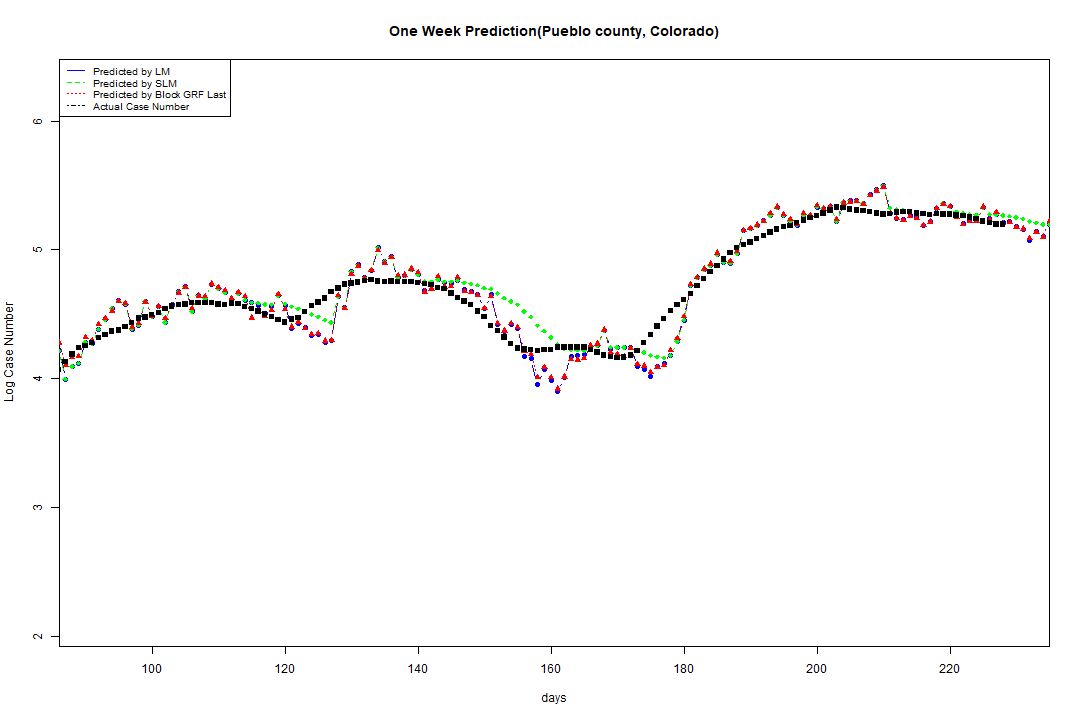 One Week Prediction(Pueblo county, Colorado)
Predicted by LM
Predicted by SLM
Predicted by Block GRF Last
Actual Case Number
6
5
4
3
2
Log Case Number
100 120 140 160 180 200 220
days